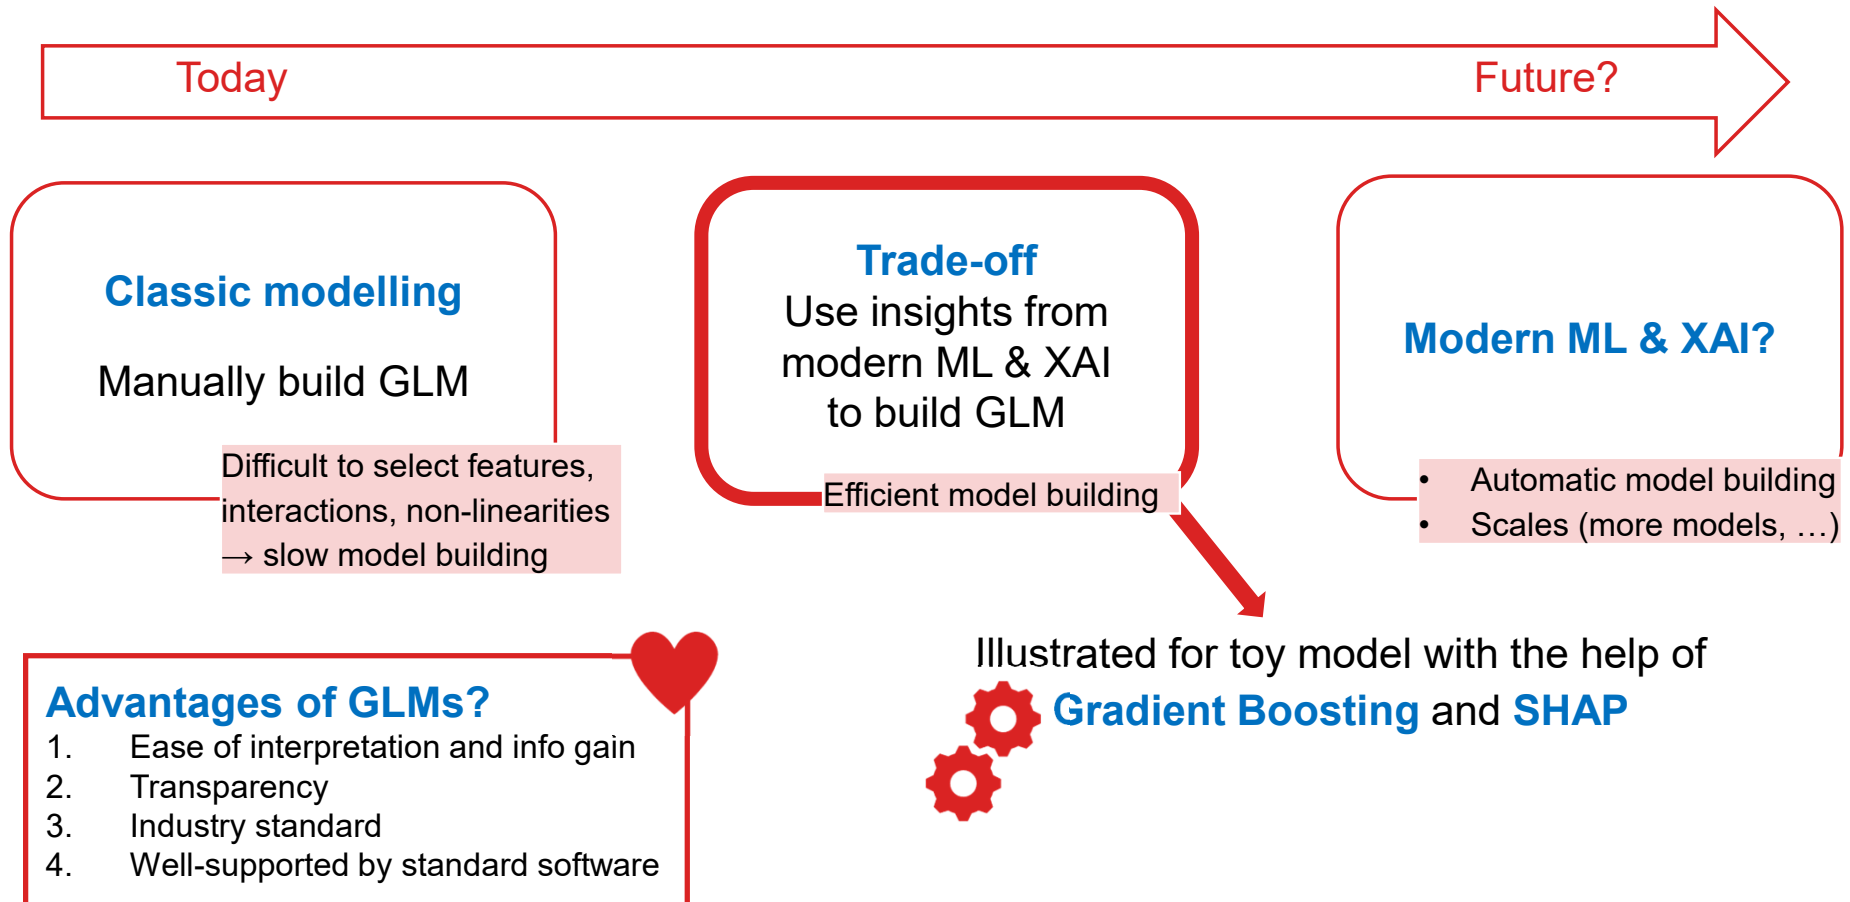 Today
Future?
Classic modelling
Manually build GLM
Difficult to select features,
interactions, non-linearities
→ slow model building
Trade-off
Use insights from
modern ML & XAI
to build GLM
Efficient model building
Modern ML & XAI?
• Automatic model building
• Scales (more models, …)
Illustrated for toy model with the help of
Gradient Boosting and SHAP
Advantages of GLMs?
1. Ease of interpretation and info gain
2. Transparency
3. Industry standard
4. Well-supported by standard software